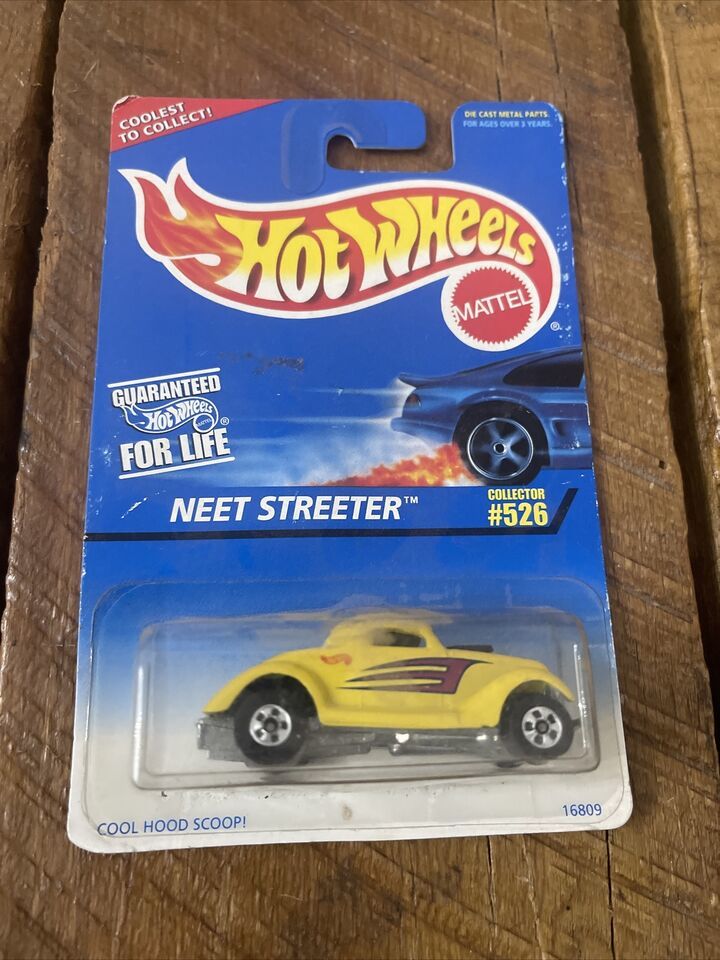 COOLEST
TO COLLECT!
DIE CAST METAL PARTS.
FOR AGES OVER 3 YEARS.
HOT WHEELS
MATTEL
®
GUARANTEED
HOT WHEELS
MATTEL
®
FOR LIFE
NEET STREETER™
COLLECTOR
#526
COOL HOOD SCOOP!
16809